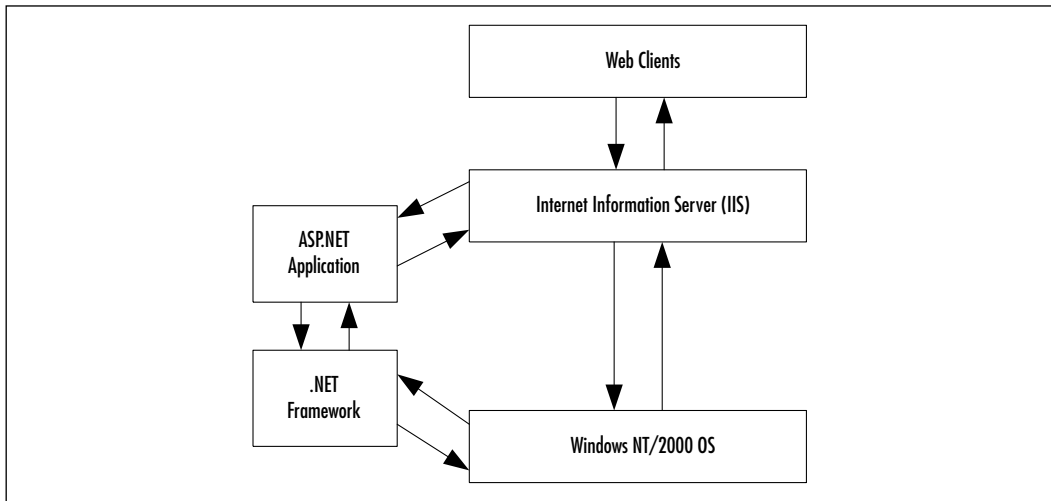 Web Clients
Internet Information Server (IIS)
ASP.NET
Application
.NET
Framework
Windows NT/2000 OS